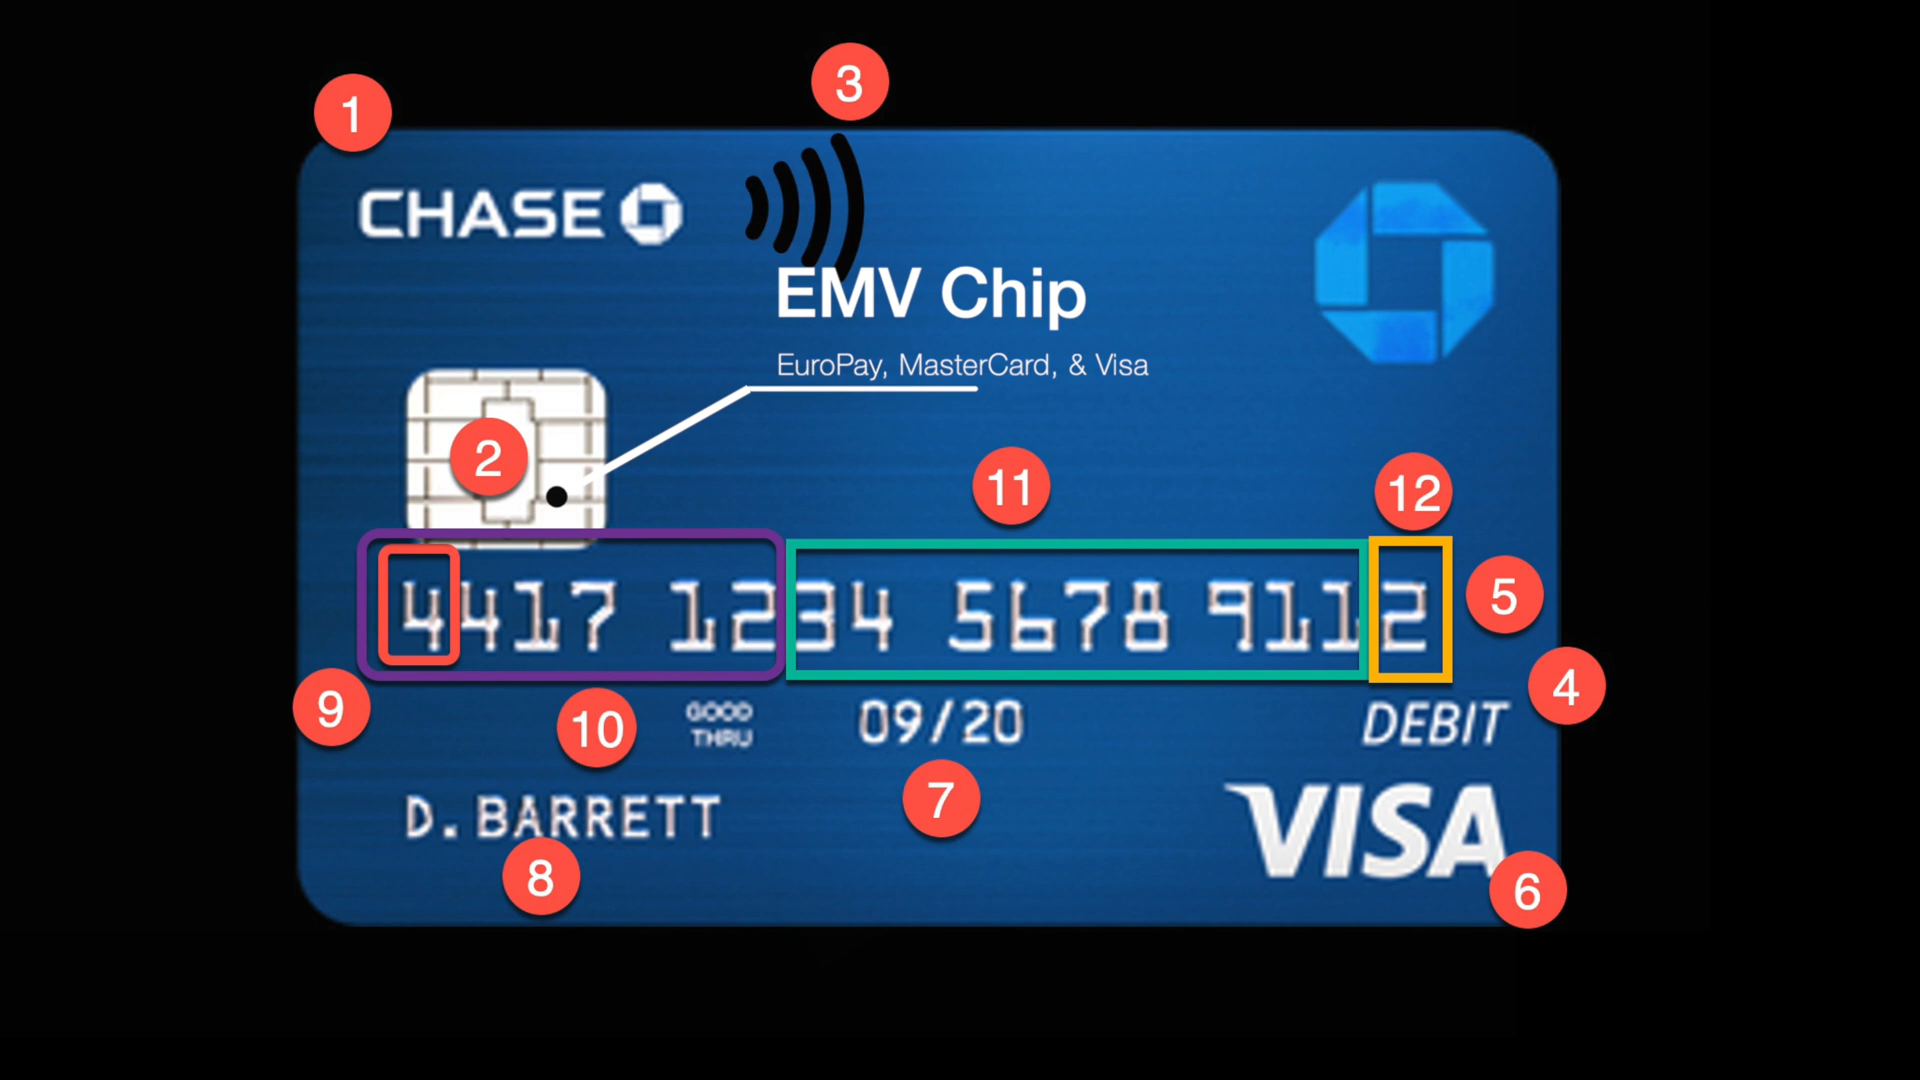 3
1
CHASE
EMV Chip
EuroPay, MasterCard, & Visa
2
11
12
4417 1234 5678 9112
5
4
9
10
GOOD
THRU
09/20
DEBIT
7
D. BARRETT
VISA
8
6